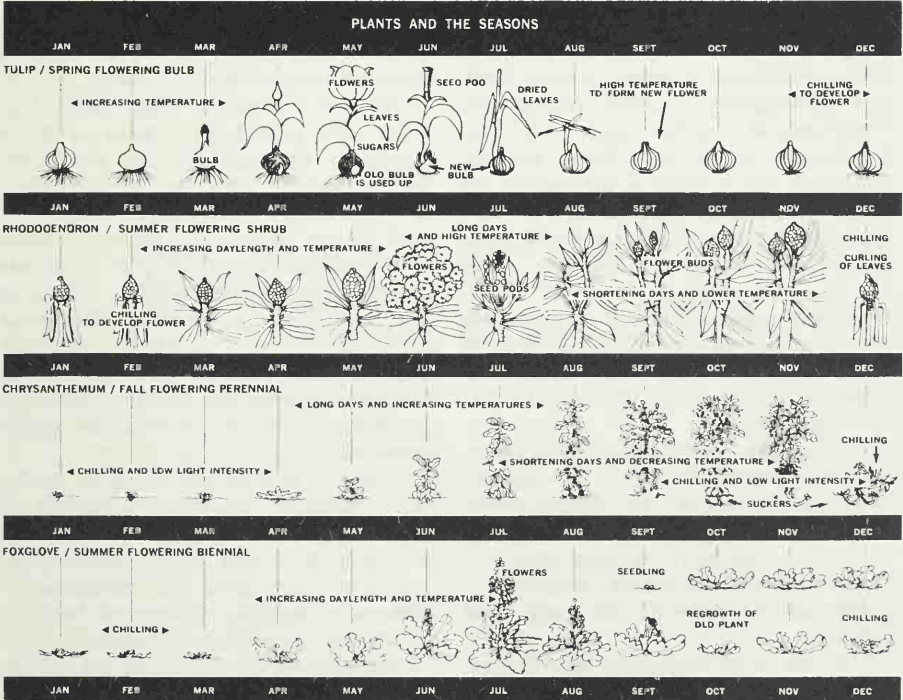 PLANTS AND THE SEASONS
JAN FEB MAR APR MAY JUN JUL AUG SEPT OCT NOV DEC
TULIP / SPRING FLOWERING BULB
◄ INCREASING TEMPERATURE ►
BULB
FLOWERS
LEAVES
SUGARS
OLO BULB
IS USED UP
SEEO POO
NEW
BULB
DRIED
LEAVES
HIGH TEMPERATURE
TD FORM NEW FLDWER
CHILLING
◄ TO DEVELOP ►
FLOWER
JAN FEB MAR APR MAY JUN JUL AUG SEPT OCT NOV DEC
RHODOOENDRON / SUMMER FLOWERING SHRUB
◄ INCREASING DAYLENGTH AND TEMPERATURE ►
LONG DAYS
◄ AND HIGH TEMPERATURE ►
CHILLING
TO DEVELOP FLOWER
FLOWERS
SEED PODS
FLOWER BUDS
◄ SHORTENING DAYS AND LOWER TEMPERATURE ►
CHILLING
CURLING
OF LEAVES
JAN FEB MAR APR MAY JUN JUL AUG SEPT OCT NOV DEC
CHRYSANTHEMUM / FALL FLOWERING PERENNIAL
◄ LONG DAYS AND INCREASING TEMPERATURES ►
◄ CHILLING AND LOW LIGHT INTENSITY ►
◄ SHORTENING DAYS AND DECREASING TEMPERATURE ►
◄ CHILLING AND LOW LIGHT INTENSITY ►
SUCKERS
CHILLING
JAN FEB MAR APR MAY JUN JUL AUG SEPT OCT NOV DEC
FOXGLOVE / SUMMER FLOWERING BIENNIAL
◄ CHILLING ►
◄ INCREASING DAYLENGTH AND TEMPERATURE ►
FLOWERS
SEEDLING
REGROWTH OF
DLD PLANT
CHILLING
JAN FEB MAR APR MAY JUN JUL AUG SEPT OCT NOV DEC